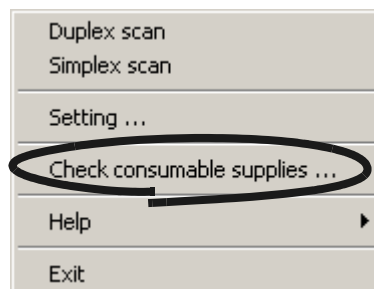 Duplex scan
Simplex scan
Setting ...
Check consumable supplies ...
Help
Exit